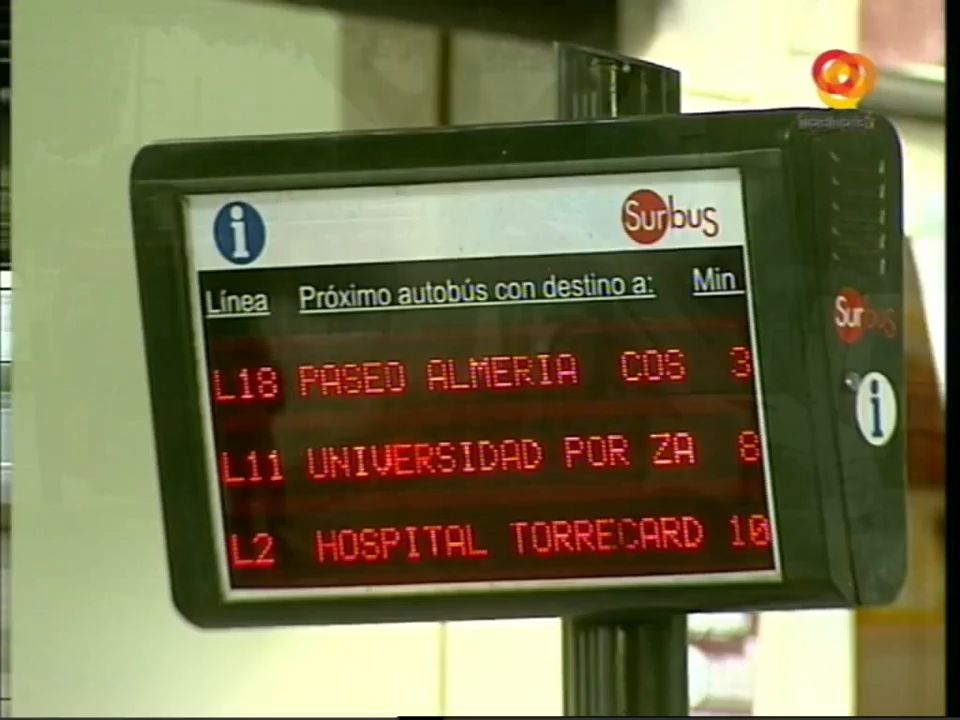 i Surbus
Línea Próximo autobús con destino a: Min
L18 PASEO ALMERIA COS 3
L11 UNIVERSIDAD POR ZA 8
L2 HOSPITAL TORRECARD 10
Surbus
i